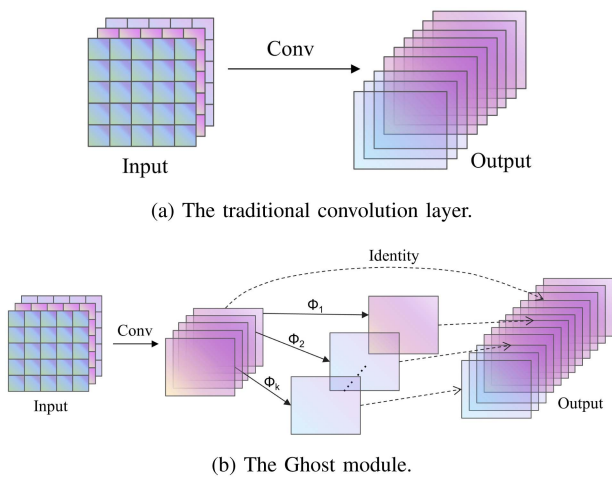 Conv
Input
Output
(a) The traditional convolution layer.
Identity
Conv
Φ1
Φ2
Φk
Input
Output
(b) The Ghost module.